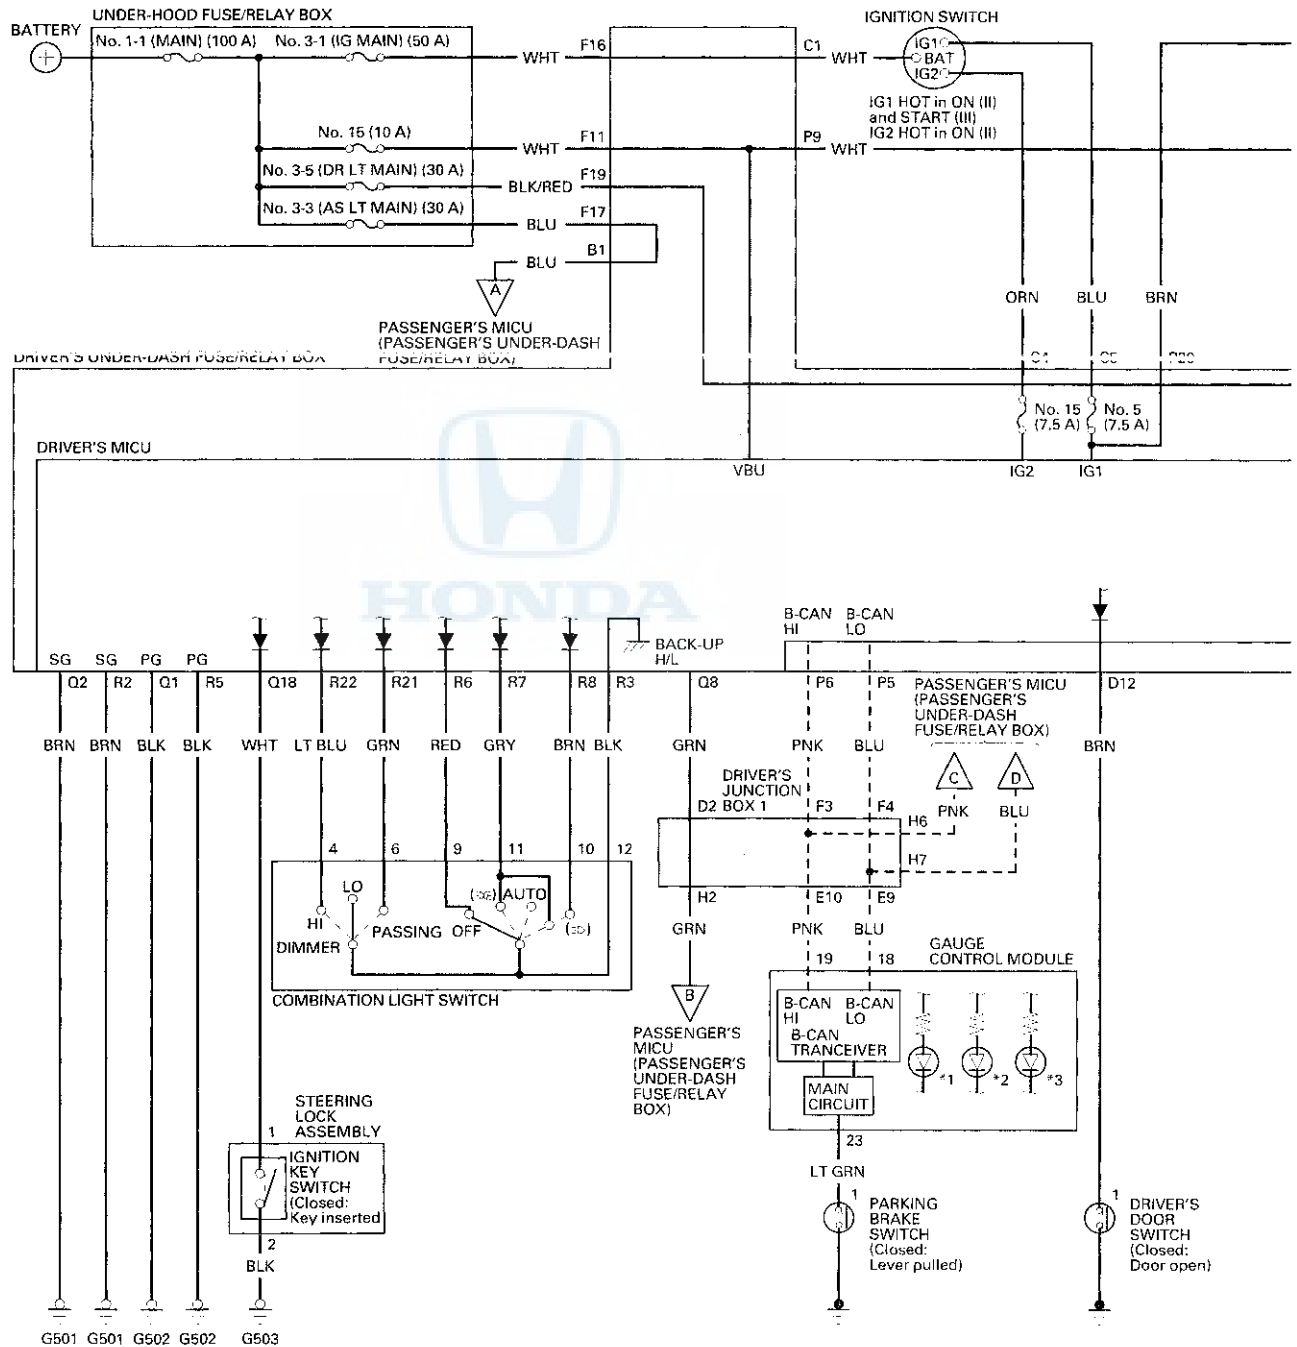 UNDER-HOOD FUSE/RELAY BOX
IGNITION SWITCH
BATTERY
No. 1-1 (MAIN) (100 A)
No. 3-1 (IG MAIN) (50 A)
F16
C1
IG1
BAT
IG2
WHT
WHT
IG1 HOT in ON (II)
and START (III)
IG2 HOT in ON (II)
No. 15 (10 A)
F11
P9
WHT
WHT
No. 3-5 (DR LT MAIN) (30 A)
F19
BLK/RED
No. 3-3 (AS LT MAIN) (30 A)
F17
BLU
B1
BLU
A
ORN
BLU
BRN
PASSENGER'S MICU
(PASSENGER'S UNDER-DASH
FUSE/RELAY BOX)
DRIVER'S UNDER-DASH FUSE/RELAY BOX
No. 15
(7.5 A)
No. 5
(7.5 A)
DRIVER'S MICU
VBU
IG2
IG1
HONDA
B-CAN
HI
B-CAN
LO
BACK-UP
H/L
SG
SG
PG
PG
Q2
R2
Q1
R5
Q18
R22
R21
R6
R7
R8
R3
Q8
P6
P5
D12
PASSENGER'S MICU
(PASSENGER'S
UNDER-DASH
FUSE/RELAY BOX)
BRN
BRN
BLK
BLK
WHT
LT BLU
GRN
RED
GRY
BRN
BLK
GRN
PNK
BLU
BRN
DRIVER'S
JUNCTION
BOX 1
C
D
D2
F3
F4
PNK
BLU
H6
H7
4
6
9
11
10
12
LO
AUTO
HI
PASSING
OFF
DIMMER
H2
E10
E9
GRN
PNK
BLU
GAUGE
CONTROL MODULE
19
18
COMBINATION LIGHT SWITCH
B
B-CAN
HI
B-CAN
LO
B-CAN
TRANCEIVER
PASSENGER'S
MICU
(PASSENGER'S
UNDER-DASH
FUSE/RELAY
BOX)
*1
*2
*3
MAIN
CIRCUIT
STEERING
LOCK
ASSEMBLY
1
23
IGNITION
KEY
SWITCH
(Closed:
Key inserted
LT GRN
1
PARKING
BRAKE
SWITCH
(Closed:
Lever pulled)
1
DRIVER'S
DOOR
SWITCH
(Closed:
Door open)
2
BLK
G501
G501
G502
G502
G503